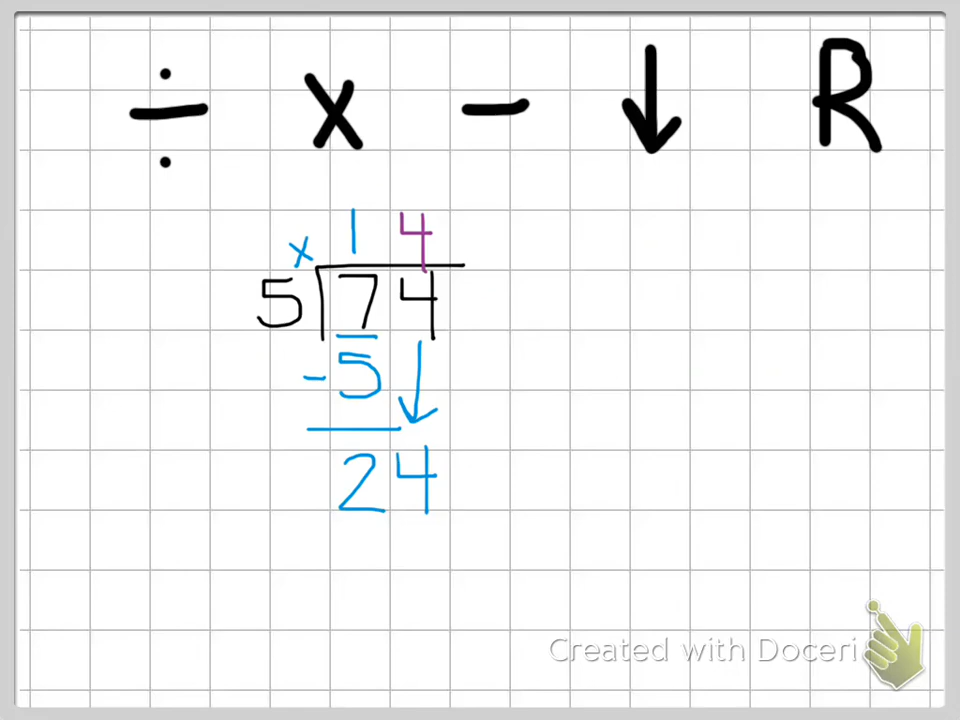 ÷ x - ↓ R
x 1 4
5 74
-5 ↓
24
Created with Doceri